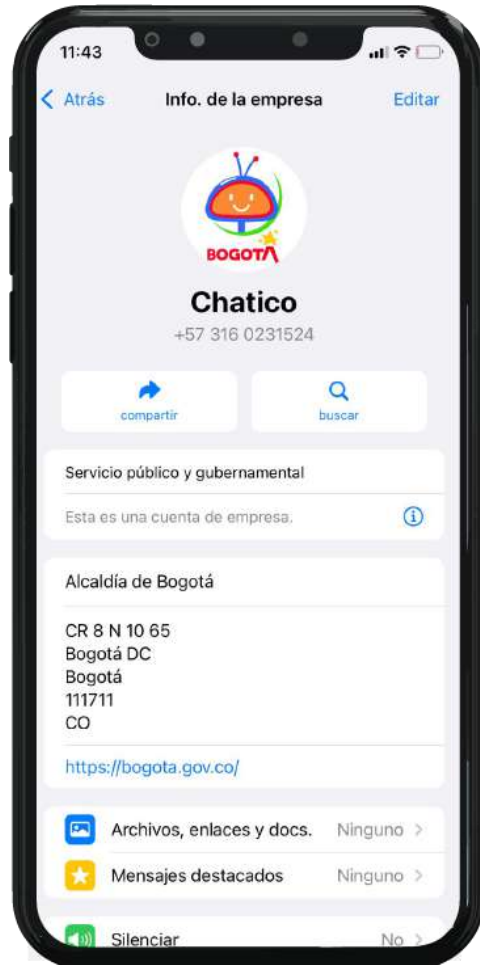 11:43
Atrás
Info. de la empresa
Editar
BOGOTA
Chatico
+57 316 0231524
compartir
buscar
Servicio público y gubernamental
Esta es una cuenta de empresa.
Alcaldía de Bogotá
CR 8 N 10 65
Bogotá DC
Bogotá
111711
CO
https://bogota.gov.co/
Archivos, enlaces y docs. Ninguno
Mensajes destacados Ninguno
Silenciar No